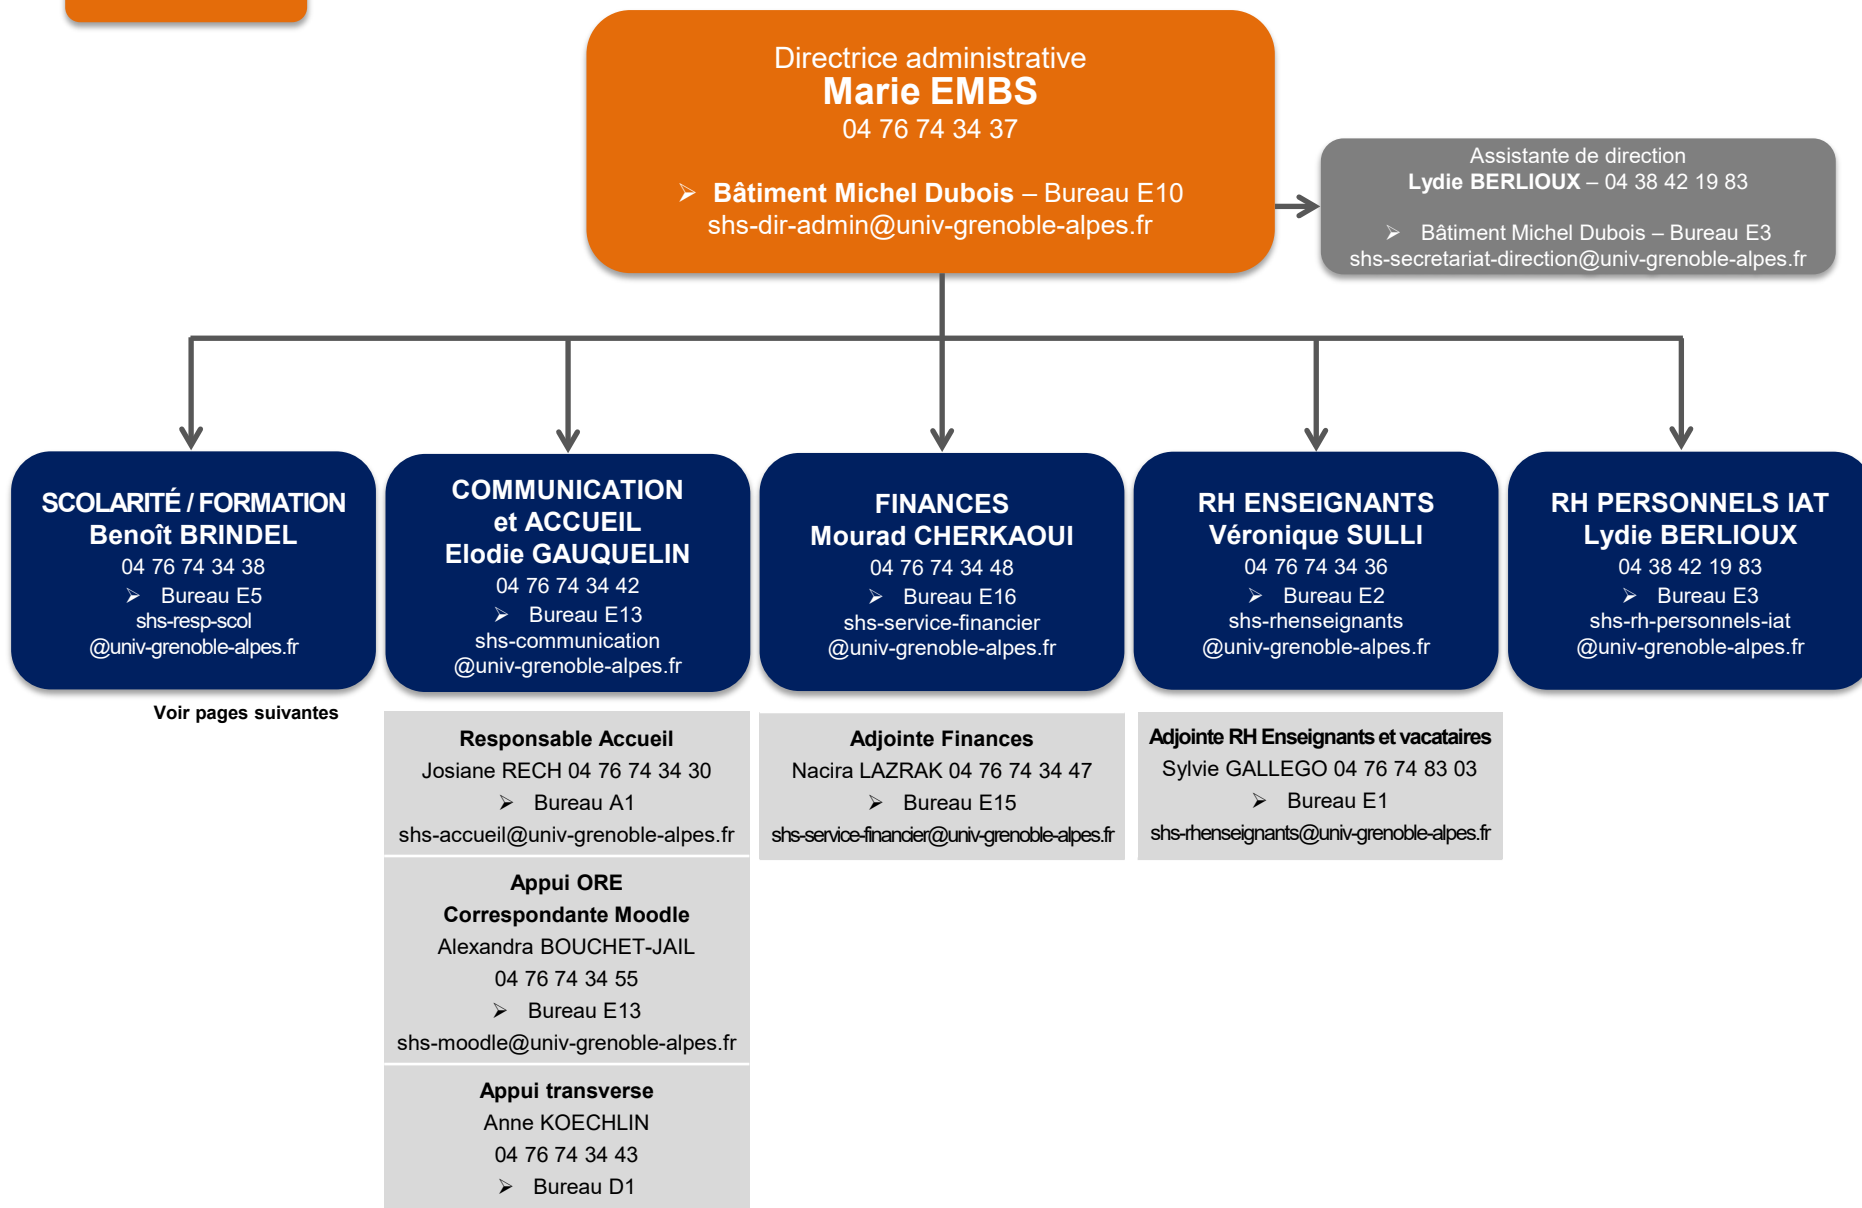 Directrice administrative
Marie EMBS
04 76 74 34 37
➢ Bâtiment Michel Dubois – Bureau E10
shs-dir-admin@univ-grenoble-alpes.fr
Assistante de direction
Lydie BERLIOUX – 04 38 42 19 83
➢ Bâtiment Michel Dubois – Bureau E3
shs-secretariat-direction@univ-grenoble-alpes.fr
SCOLARITÉ / FORMATION
Benoît BRINDEL
04 76 74 34 38
➢ Bureau E5
shs-resp-scol
@univ-grenoble-alpes.fr
Voir pages suivantes
COMMUNICATION
et ACCUEIL
Elodie GAUQUELIN
04 76 74 34 42
➢ Bureau E13
shs-communication
@univ-grenoble-alpes.fr
Responsable Accueil
Josiane RECH 04 76 74 34 30
➢ Bureau A1
shs-accueil@univ-grenoble-alpes.fr
Appui ORE
Correspondante Moodle
Alexandra BOUCHET-JAIL
04 76 74 34 55
➢ Bureau E13
shs-moodle@univ-grenoble-alpes.fr
Appui transverse
Anne KOECHLIN
04 76 74 34 43
➢ Bureau D1
FINANCES
Mourad CHERKAOUI
04 76 74 34 48
➢ Bureau E16
shs-service-financier
@univ-grenoble-alpes.fr
Adjointe Finances
Nacira LAZRAK 04 76 74 34 47
➢ Bureau E15
shs-service-financier@univ-grenoble-alpes.fr
RH ENSEIGNANTS
Véronique SULLI
04 76 74 34 36
➢ Bureau E2
shs-rhenseignants
@univ-grenoble-alpes.fr
Adjointe RH Enseignants et vacataires
Sylvie GALLEGO 04 76 74 83 03
➢ Bureau E1
shs-rhenseignants@univ-grenoble-alpes.fr
RH PERSONNELS IAT
Lydie BERLIOUX
04 38 42 19 83
➢ Bureau E3
shs-rh-personnels-iat
@univ-grenoble-alpes.fr